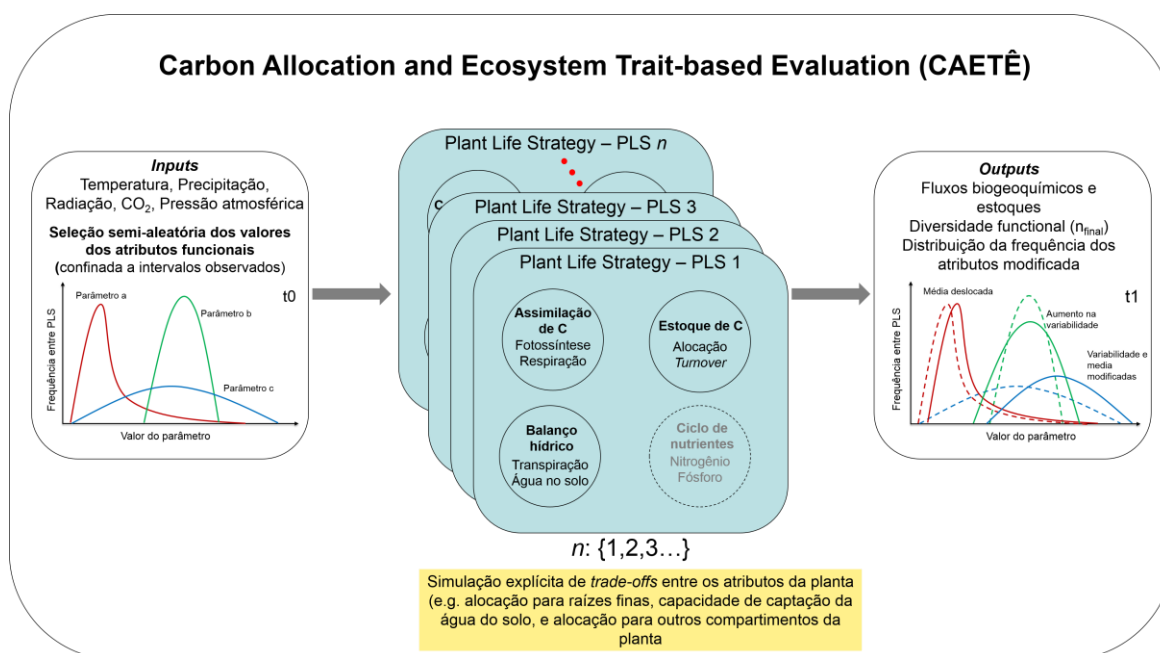 Carbon Allocation and Ecosystem Trait-based Evaluation (CAETÊ)
Inputs
Temperatura, Precipitação,
Radiação, CO₂, Pressão atmosférica
Seleção semi-aleatória dos valores
dos atributos funcionais
(confinada a intervalos observados)
t0
Parâmetro a
Parâmetro b
Parâmetro c
Frequência entre PLS
Valor do parâmetro
Plant Life Strategy – PLS n
C
Plant Life Strategy – PLS 3
Plant Life Strategy – PLS 2
Plant Life Strategy – PLS 1
Assimilação
de C
Fotossíntese
Respiração
Estoque de C
Alocação
Turnover
Balanço
hídrico
Transpiração
Água no solo
Ciclo de
nutrientes
Nitrogênio
Fósforo
n: {1,2,3...}
Simulação explícita de trade-offs entre os atributos da planta
(e.g. alocação para raízes finas, capacidade de captação da
água do solo, e alocação para outros compartimentos da
planta
Outputs
Fluxos biogeoquímicos e
estoques
Diversidade functional (n_final)
Distribuição da frequência dos
atributos modificada
Média deslocada
t1
Aumento na
variabilidade
Variabilidade e
media
modificadas
Frequência entre PLS
Valor do parâmetro